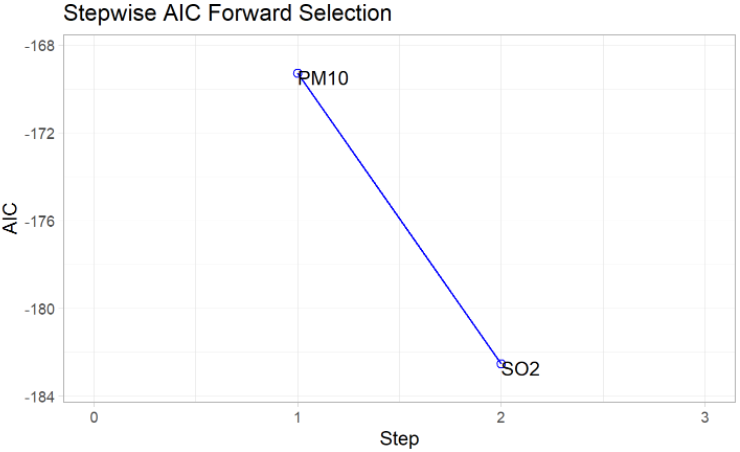 Stepwise AIC Forward Selection
-168
PM10
-172
AIC
-176
-180
SO2
-184
0 1 2 3
Step